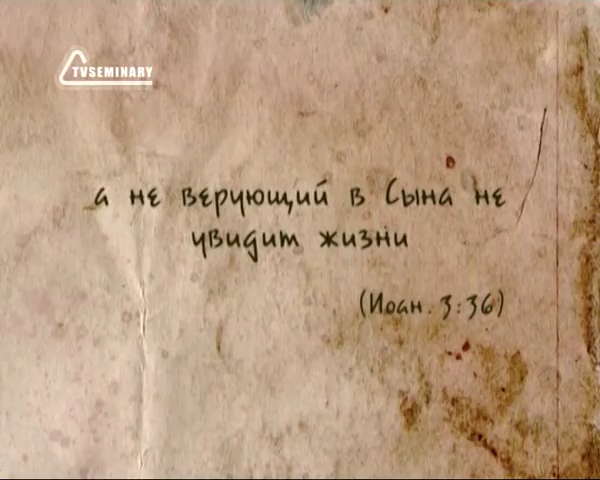 TVSEMINARY
а не верующий в Сына не
увидит жизни
(Иоан. 3:36)